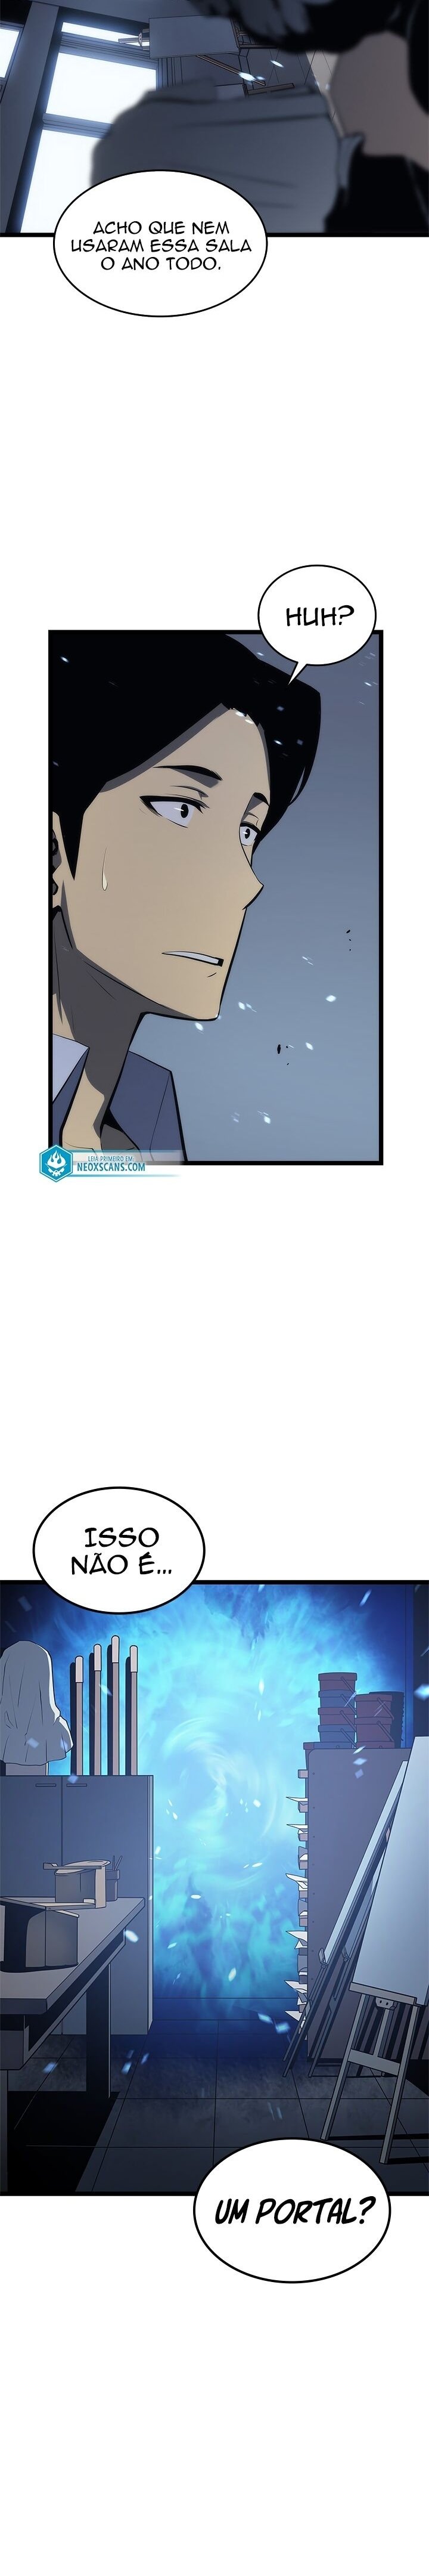 ACHO QUE NEM
USARAM ESSA SALA
O ANO TODO.
HUH?
LEIA PRIMEIRO EM
NEOXSCANS.COM
ISSO
NÃO É...
UM PORTAL?